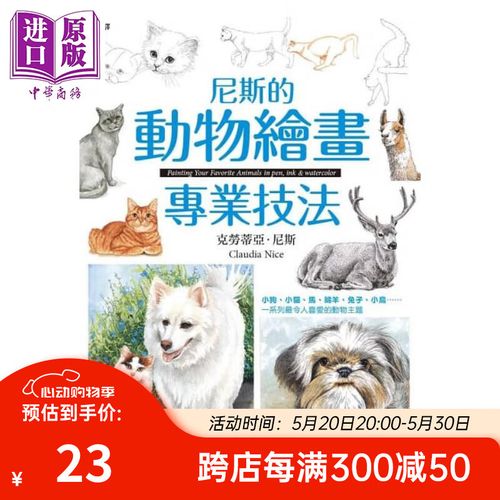 进口
原版
中華商務
譯
尼斯的
動物繪畫
Painting Your Favorite Animals in pen, ink & watercolor
專業技法
克勞蒂亞·尼斯
Claudia Nice
小狗、小貓、馬、綿羊、兔子、小鳥……
一系列最令人喜愛的動物主題
心动购物季
预估到手价:
¥23
活动时间: 5月20日20:00-5月30日
跨店每满300减50